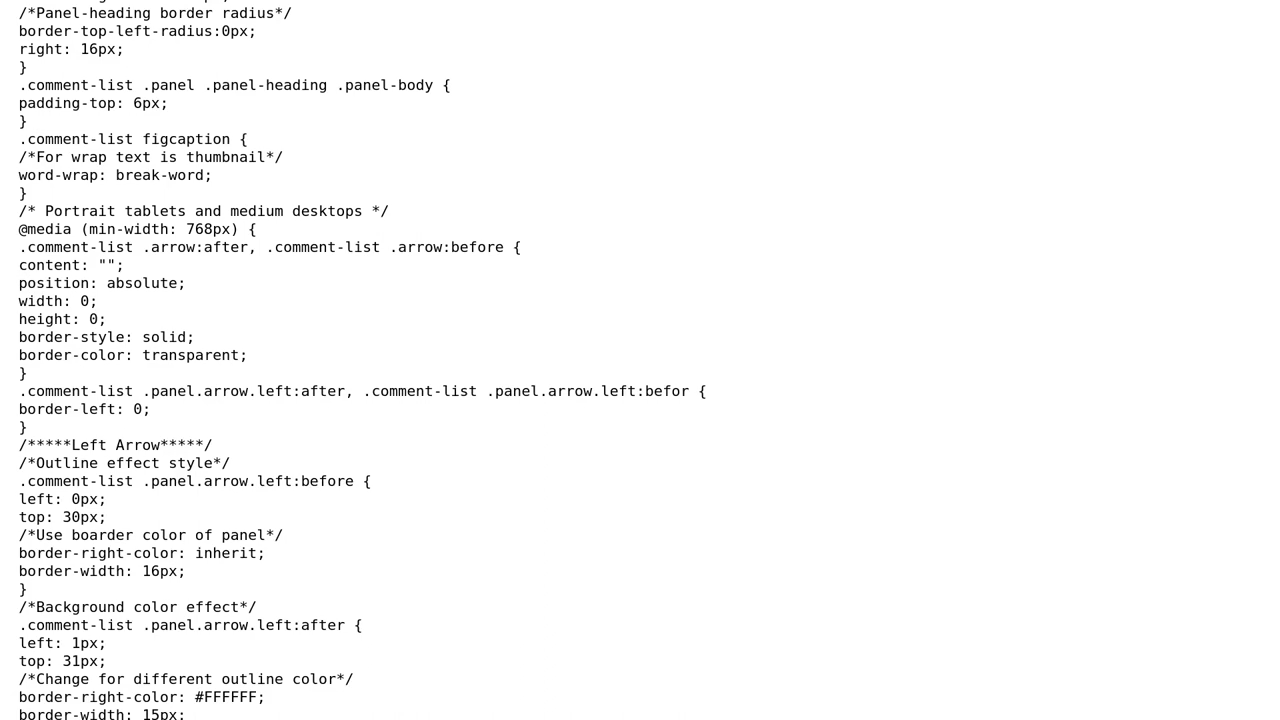 /*Panel-heading border radius*/
border-top-left-radius:0px;
right: 16px;
}
.comment-list .panel .panel-heading .panel-body {
padding-top: 6px;
}
.comment-list figcaption {
/*For wrap text is thumbnail*/
word-wrap: break-word;
}
/* Portrait tablets and medium desktops */
@media (min-width: 768px) {
.comment-list .arrow:after, .comment-list .arrow:before {
content: "";
position: absolute;
width: 0;
height: 0;
border-style: solid;
border-color: transparent;
}
.comment-list .panel.arrow.left:after, .comment-list .panel.arrow.left:befor {
border-left: 0;
}
/*****Left Arrow*****/
/*Outline effect style*/
.comment-list .panel.arrow.left:before {
left: 0px;
top: 30px;
/*Use boarder color of panel*/
border-right-color: inherit;
border-width: 16px;
}
/*Background color effect*/
.comment-list .panel.arrow.left:after {
left: 1px;
top: 31px;
/*Change for different outline color*/
border-right-color: #FFFFFF;
border-width: 15px;